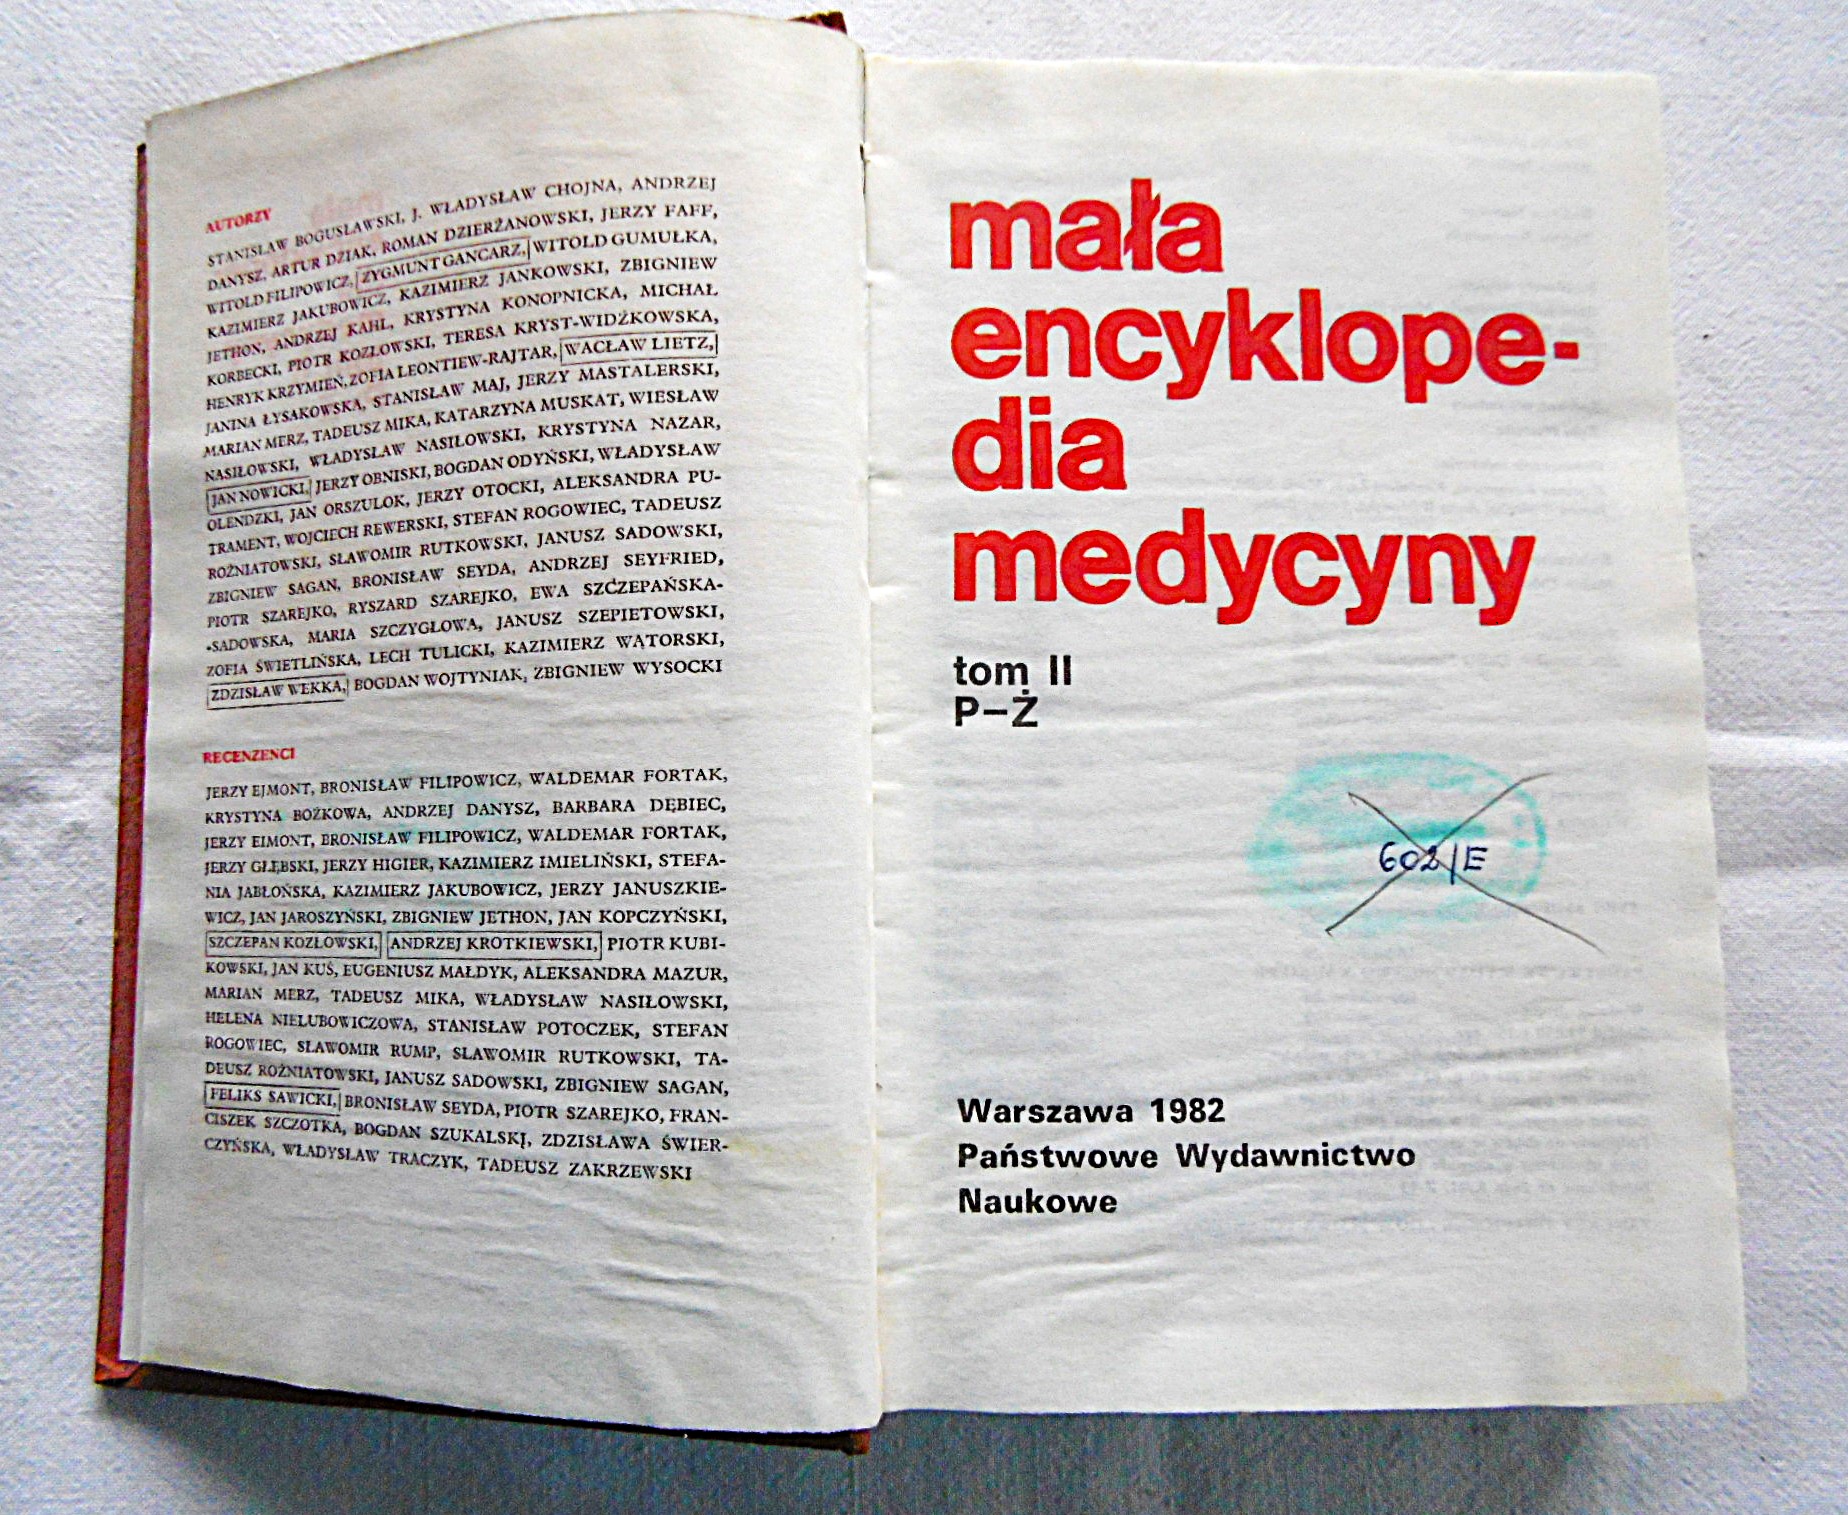 AUTORZY
STANISŁAW BOGUSŁAWSKI, J. WŁADYSŁAW CHOJNA, ANDRZEJ
DANYSZ, ARTUR DZIAK, ROMAN DZIERŻANOWSKI, JERZY FAFF,
WITOLD FILIPOWICZ, ZYGMUNT GANCARZ, WITOLD GUMUŁKA,
KAZIMIERZ JAKUBOWICZ, KAZIMIERZ JANKOWSKI, ZBIGNIEW
JETHON, ANDRZEJ KAHL, KRYSTYNA KONOPNICKA, MICHAŁ
KORBECKI, PIOTR KOZŁOWSKI, TERESA KRYST-WIDŹKOWSKA,
HENRYK KRZYMIEŃ, ZOFIA LEONTIEW-RAJTAR, WACŁAW LIETZ,
JANINA ŁYSAKOWSKA, STANISŁAW MAJ, JERZY MASTALERSKI,
MARIAN MERZ, TADEUSZ MIKA, KATARZYNA MUSKAT, WIESŁAW
NASIŁOWSKI, WŁADYSŁAW NASIŁOWSKI, KRYSTYNA NAZAR,
JAN NOWICKI, JERZY OBNISKI, BOGDAN ODYŃSKI, WŁADYSŁAW
OLENDZKI, JAN ORSZULOK, JERZY OTOCKI, ALEKSANDRA PU-
TRAMENT, WOJCIECH REWERSKI, STEFAN ROGOWIEC, TADEUSZ
ROŻNIATOWSKI, SŁAWOMIR RUTKOWSKI, JANUSZ SADOWSKI,
ZBIGNIEW SAGAN, BRONISŁAW SEYDA, ANDRZEJ SEYFRIED,
PIOTR SZAREJKO, RYSZARD SZAREJKO, EWA SZCZEPAŃSKA-
-SADOWSKA, MARIA SZCZYGŁOWA, JANUSZ SZEPIETOWSKI,
ZOFIA ŚWIETLIŃSKA, LECH TULICKI, KAZIMIERZ WĄTORSKI,
ZDZISŁAW WEKKA, BOGDAN WOJTYNIAK, ZBIGNIEW WYSOCKI
RECENZENCI
JERZY EJMONT, BRONISŁAW FILIPOWICZ, WALDEMAR FORTAK,
KRYSTYNA BOŻKOWA, ANDRZEJ DANYSZ, BARBARA DĘBIEC,
JERZY EIMONT, BRONISŁAW FILIPOWICZ, WALDEMAR FORTAK,
JERZY GŁĘBSKI, JERZY HIGIER, KAZIMIERZ IMIELIŃSKI, STEFA-
NIA JABŁOŃSKA, KAZIMIERZ JAKUBOWICZ, JERZY JANUSZKIE-
WICZ, JAN JAROSZYŃSKI, ZBIGNIEW JETHON, JAN KOPCZYŃSKI,
SZCZEPAN KOZŁOWSKI, ANDRZEJ KROTKIEWSKI, PIOTR KUBI-
KOWSKI, JAN KUŚ, EUGENIUSZ MAŁDYK, ALEKSANDRA MAZUR,
MARIAN MERZ, TADEUSZ MIKA, WŁADYSŁAW NASIŁOWSKI,
HELENA NIELUBOWICZOWA, STANISŁAW POTOCZEK, STEFAN
ROGOWIEC, SŁAWOMIR RUMP, SŁAWOMIR RUTKOWSKI, TA-
DEUSZ ROŻNIATOWSKI, JANUSZ SADOWSKI, ZBIGNIEW SAGAN,
FELIKS SAWICKI, BRONISŁAW SEYDA, PIOTR SZAREJKO, FRAN-
CISZEK SZCZOTKA, BOGDAN SZUKALSKI, ZDZISŁAWA ŚWIER-
CZYŃSKA, WŁADYSŁAW TRACZYK, TADEUSZ ZAKRZEWSKI
mała
encyklope-
dia
medycyny
tom II
P–Ż
602/E
Warszawa 1982
Państwowe Wydawnictwo
Naukowe